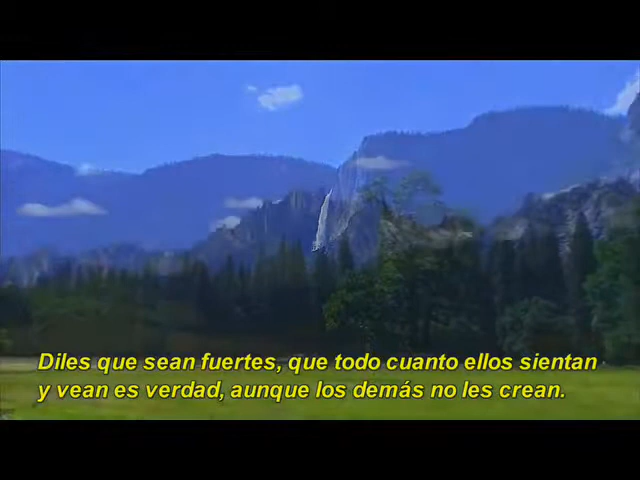 Diles que sean fuertes, que todo cuanto ellos sientan
y vean es verdad, aunque los demás no les crean.